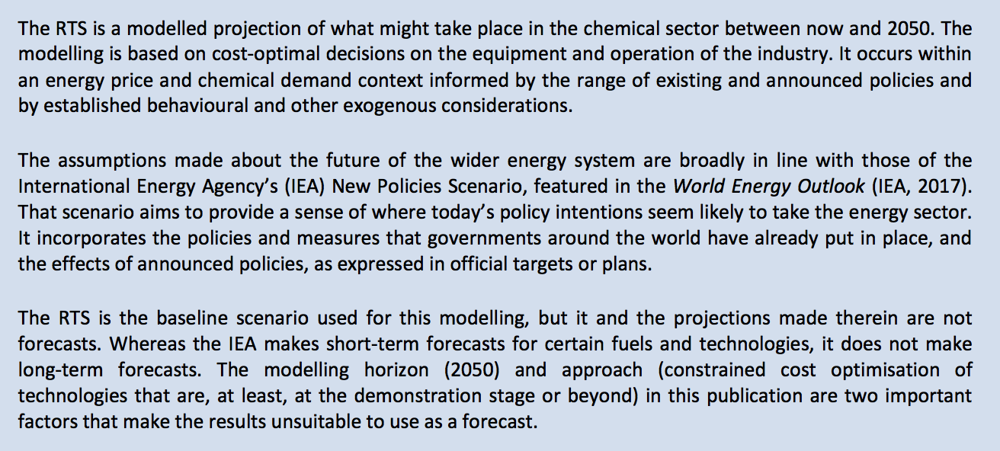 The RTS is a modelled projection of what might take place in the chemical sector between now and 2050. The
modelling is based on cost-optimal decisions on the equipment and operation of the industry. It occurs within
an energy price and chemical demand context informed by the range of existing and announced policies and
by established behavioural and other exogenous considerations.
The assumptions made about the future of the wider energy system are broadly in line with those of the
International Energy Agency’s (IEA) New Policies Scenario, featured in the World Energy Outlook (IEA, 2017).
That scenario aims to provide a sense of where today’s policy intentions seem likely to take the energy sector.
It incorporates the policies and measures that governments around the world have already put in place, and
the effects of announced policies, as expressed in official targets or plans.
The RTS is the baseline scenario used for this modelling, but it and the projections made therein are not
forecasts. Whereas the IEA makes short-term forecasts for certain fuels and technologies, it does not make
long-term forecasts. The modelling horizon (2050) and approach (constrained cost optimisation of
technologies that are, at least, at the demonstration stage or beyond) in this publication are two important
factors that make the results unsuitable to use as a forecast.